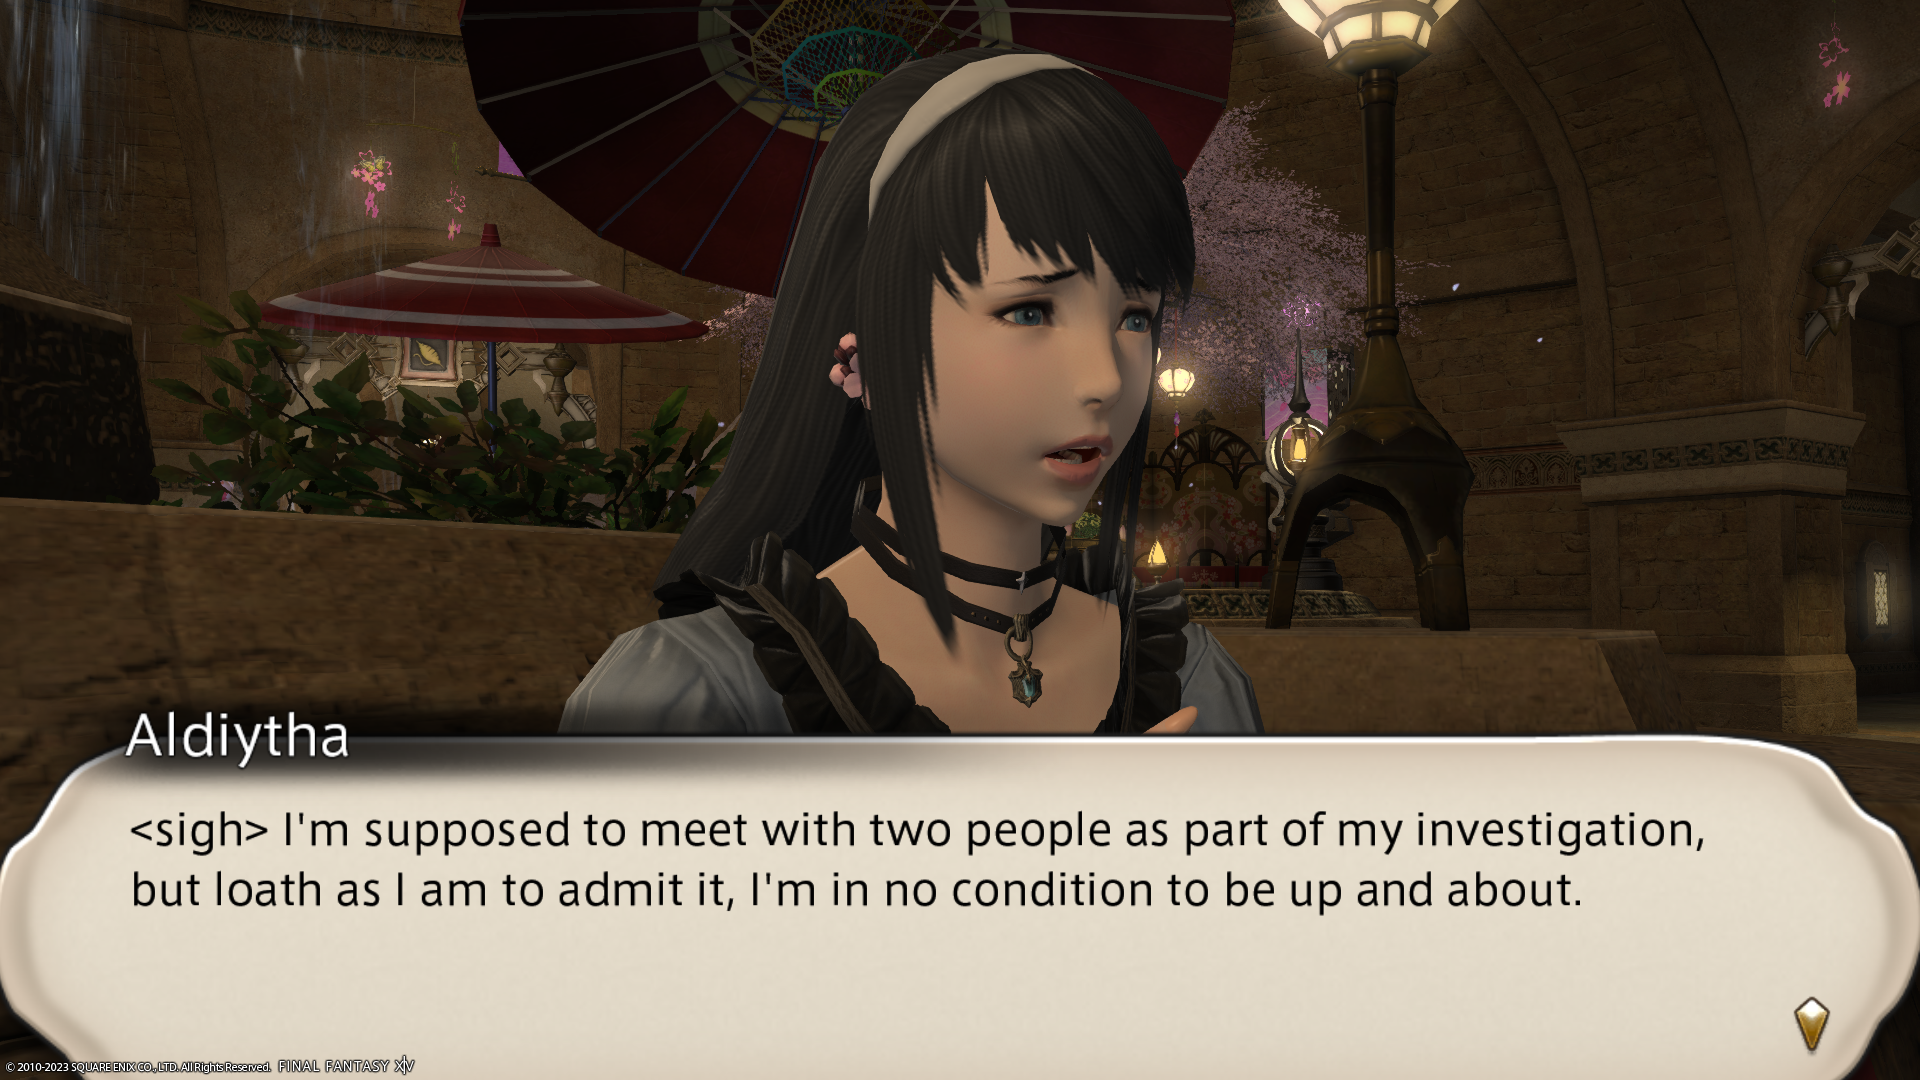 Aldiytha
<sigh> I'm supposed to meet with two people as part of my investigation,
but loath as I am to admit it, I'm in no condition to be up and about.
© 2010-2023 SQUARE ENIX CO., LTD. All Rights Reserved. FINAL FANTASY XIV